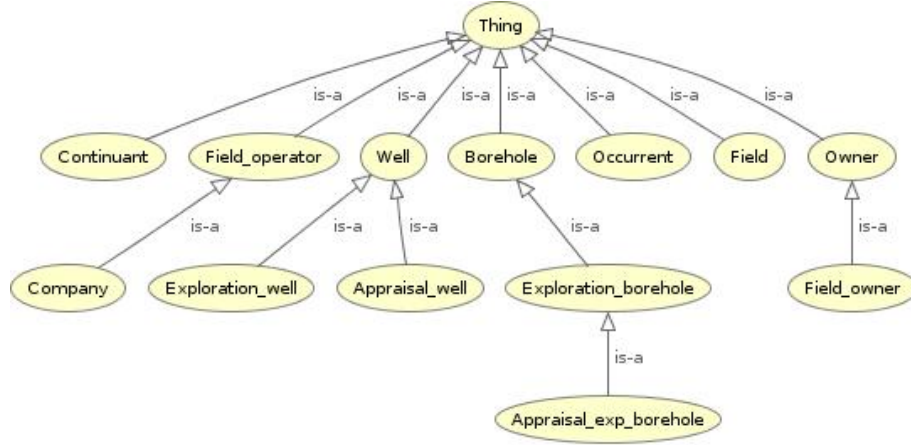 Thing
is-a is-a is-a is-a is-a is-a is-a
Continuant Field_operator Well Borehole Occurrent Field Owner
is-a is-a is-a is-a is-a
Company Exploration_well Appraisal_well Exploration_borehole Field_owner
is-a
Appraisal_exp_borehole